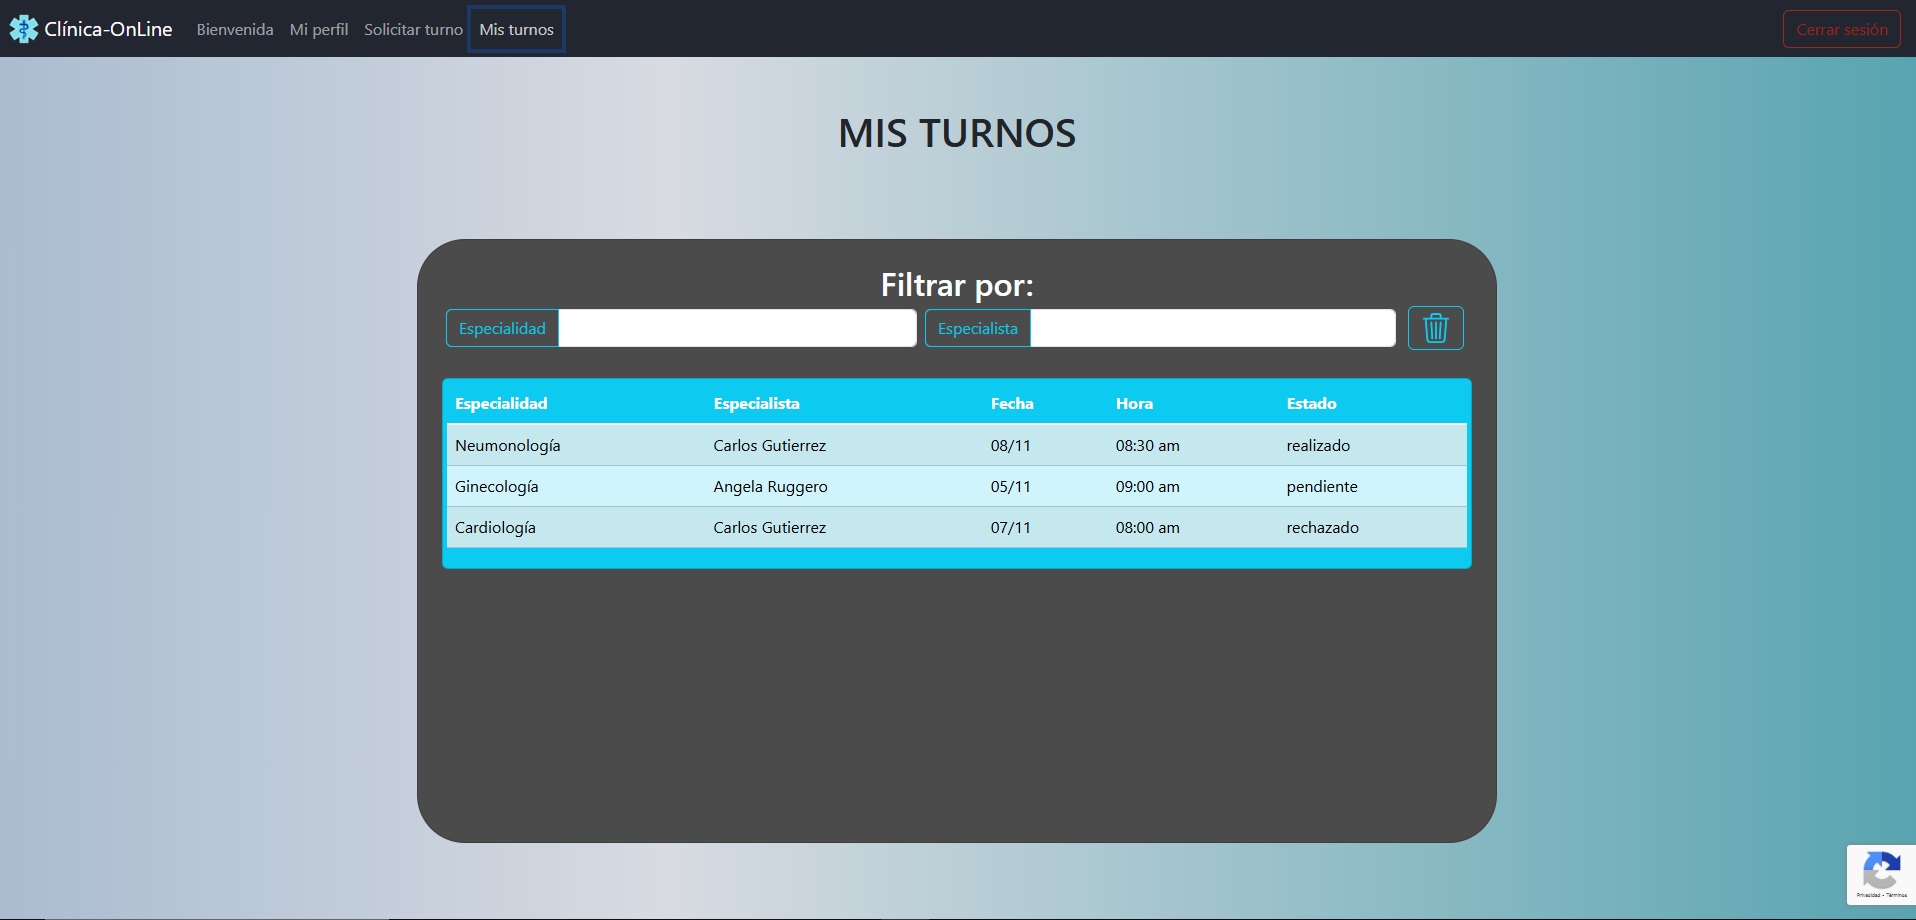 Clínica-OnLine Bienvenida Mi perfil Solicitar turno Mis turnos Cerrar sesión
MIS TURNOS
Filtrar por:
Especialidad Especialista
Especialidad Especialista Fecha Hora Estado
Neumonología Carlos Gutierrez 08/11 08:30 am realizado
Ginecología Angela Ruggero 05/11 09:00 am pendiente
Cardiología Carlos Gutierrez 07/11 08:00 am rechazado
Privacidad - Términos